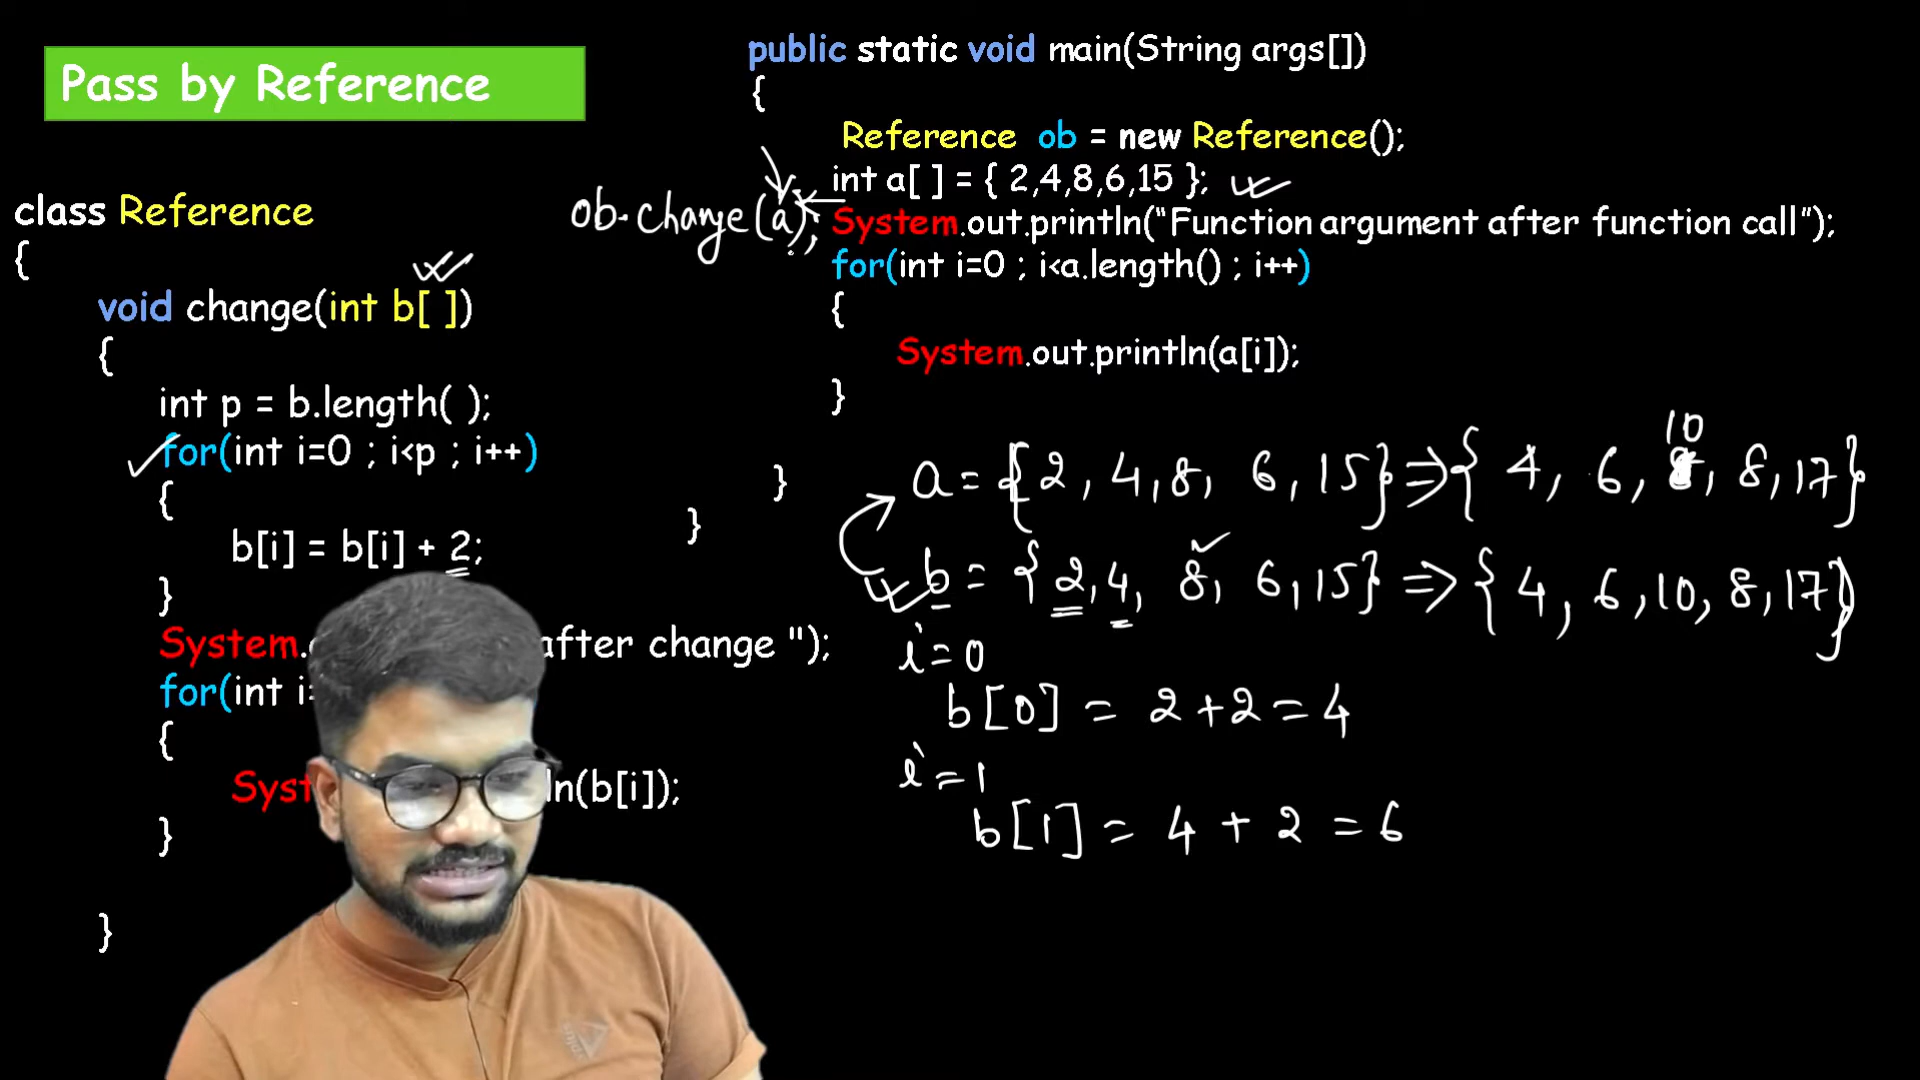 Pass by Reference
class Reference
{
void change(int b[ ])
{
int p = b.length( );
for(int i=0 ; i<p ; i++)
{
b[i] = b[i] + 2;
}
System. after change ");
for(int i=
{
Syst ln(b[i]);
}
}
public static void main(String args[])
{
Reference ob = new Reference();
int a[ ] = { 2,4,8,6,15 };
ob.change(a);
System.out.println("Function argument after function call");
for(int i=0 ; i<a.length() ; i++)
{
System.out.println(a[i]);
}
}
}
10
a = {2, 4, 8, 6, 15} => { 4, 6, 8, 8, 17}
b = {2, 4, 8, 6, 15} => { 4, 6, 10, 8, 17}
i=0
b[0] = 2+2=4
i=1
b[1] = 4 + 2 = 6